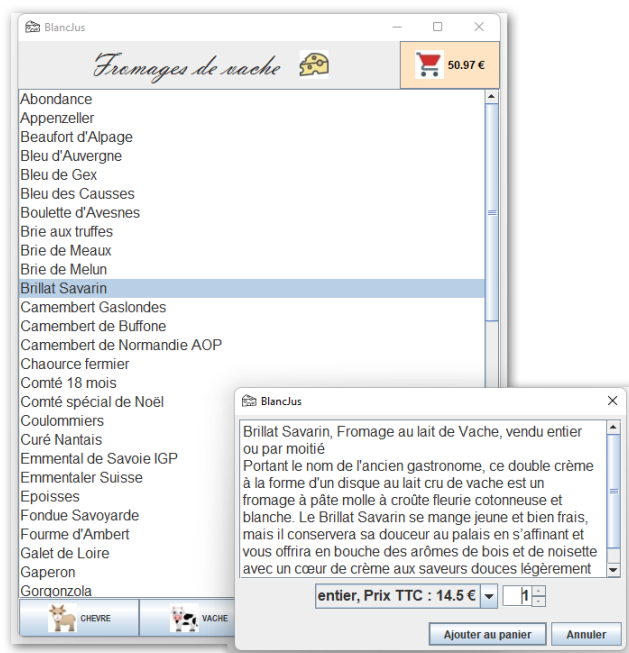 BlancJus
Fromages de vache
50.97 €
Abondance
Appenzeller
Beaufort d'Alpage
Bleu d'Auvergne
Bleu de Gex
Bleu des Causses
Boulette d'Avesnes
Brie aux truffes
Brie de Meaux
Brie de Melun
Brillat Savarin
Camembert Gaslondes
Camembert de Buffone
Camembert de Normandie AOP
Chaource fermier
Comté 18 mois
Comté spécial de Noël
Coulommiers
Curé Nantais
Emmental de Savoie IGP
Emmentaler Suisse
Epoisses
Fondue Savoyarde
Fourme d'Ambert
Galet de Loire
Gaperon
Gorgonzola
CHEVRE
VACHE
BlancJus
Brillat Savarin, Fromage au lait de Vache, vendu entier
ou par moitié
Portant le nom de l'ancien gastronome, ce double crème
à la forme d'un disque au lait cru de vache est un
fromage à pâte molle à croûte fleurie cotonneuse et
blanche. Le Brillat Savarin se mange jeune et bien frais,
mais il conservera sa douceur au palais en s'affinant et
vous offrira en bouche des arômes de bois et de noisette
avec un cœur de crème aux saveurs douces légèrement
entier, Prix TTC : 14.5 €
1
Ajouter au panier
Annuler